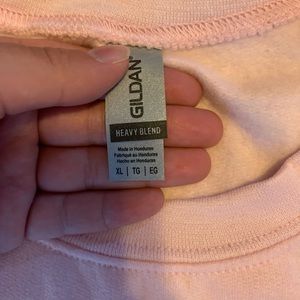 GILDAN®
HEAVY BLEND
Made in Honduras
Fabriqué au Honduras
Hecho en Honduras
XL | TG | EG